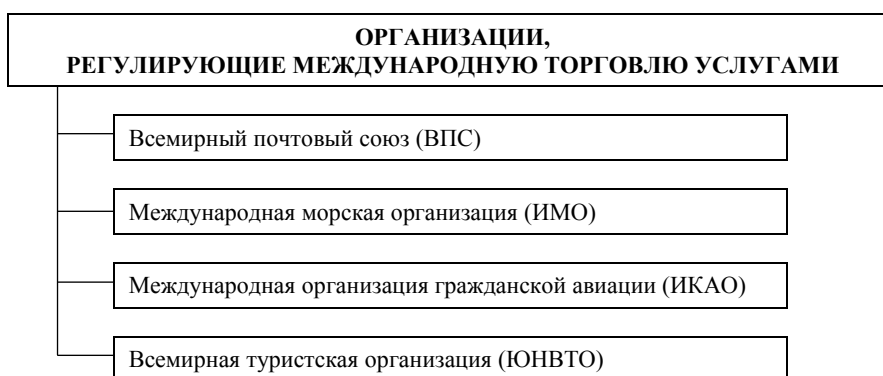 ОРГАНИЗАЦИИ,
РЕГУЛИРУЮЩИЕ МЕЖДУНАРОДНУЮ ТОРГОВЛЮ УСЛУГАМИ
Всемирный почтовый союз (ВПС)
Международная морская организация (ИМО)
Международная организация гражданской авиации (ИКАО)
Всемирная туристская организация (ЮНВТО)